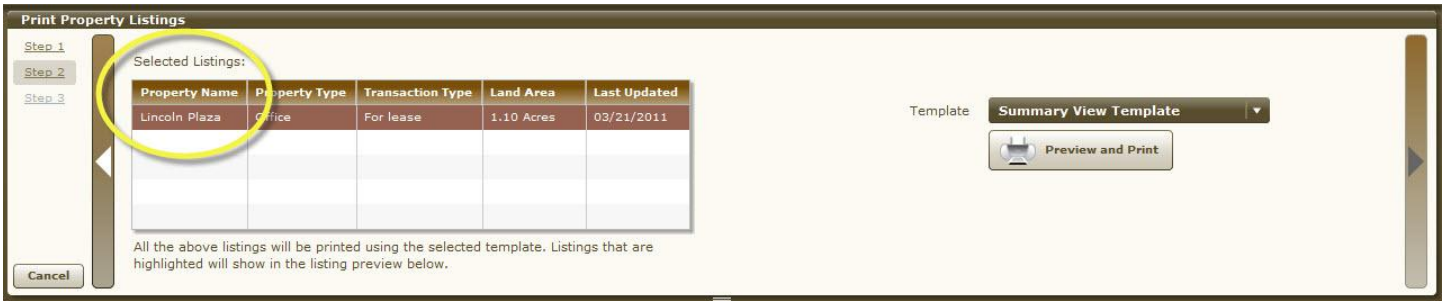 Print Property Listings
Step 1
Step 2
Step 3
Cancel
Selected Listings:
Property Name Property Type Transaction Type Land Area Last Updated
Lincoln Plaza Office For lease 1.10 Acres 03/21/2011
All the above listings will be printed using the selected template. Listings that are
highlighted will show in the listing preview below.
Template Summary View Template
Preview and Print